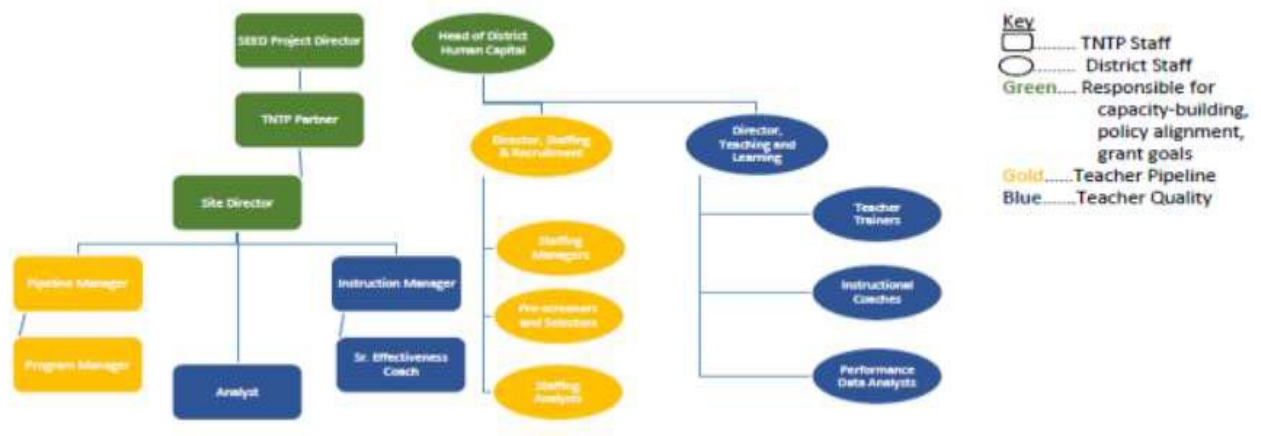 SEED Project Director
Head of District
Human Capital
TNTP Partner
Director, Staffing
& Recruitment
Director,
Teaching and
Learning
Site Director
Teacher
Trainers
Staffing
Managers
Pipeline Manager
Instruction Manager
Instructional
Coaches
Pre-screeners
and Selectors
Program Manager
Sr. Effectiveness
Coach
Analyst
Staffing
Analysts
Performance
Data Analysts
Key
.......... TNTP Staff
.......... District Staff
Green.... Responsible for
capacity-building,
policy alignment,
grant goals
Gold......Teacher Pipeline
Blue.......Teacher Quality